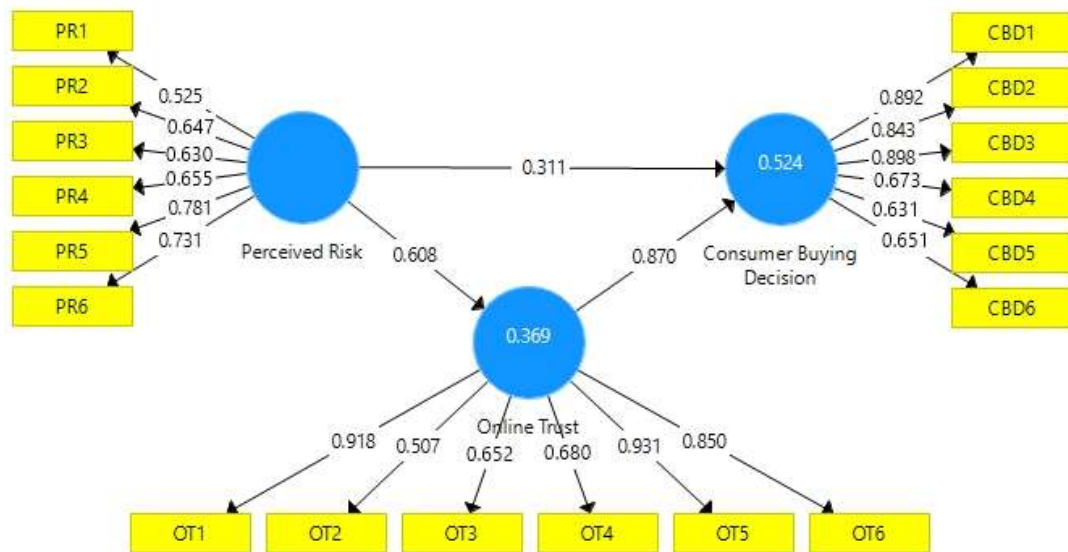 PR1
PR2
PR3
PR4
PR5
PR6
0.525
0.647
0.630
0.655
0.781
0.731
Perceived Risk
0.311
0.608
0.870
0.524
Consumer Buying
Decision
0.892
0.843
0.898
0.673
0.631
0.651
CBD1
CBD2
CBD3
CBD4
CBD5
CBD6
0.369
Online Trust
0.918
0.507
0.652
0.680
0.931
0.850
OT1
OT2
OT3
OT4
OT5
OT6